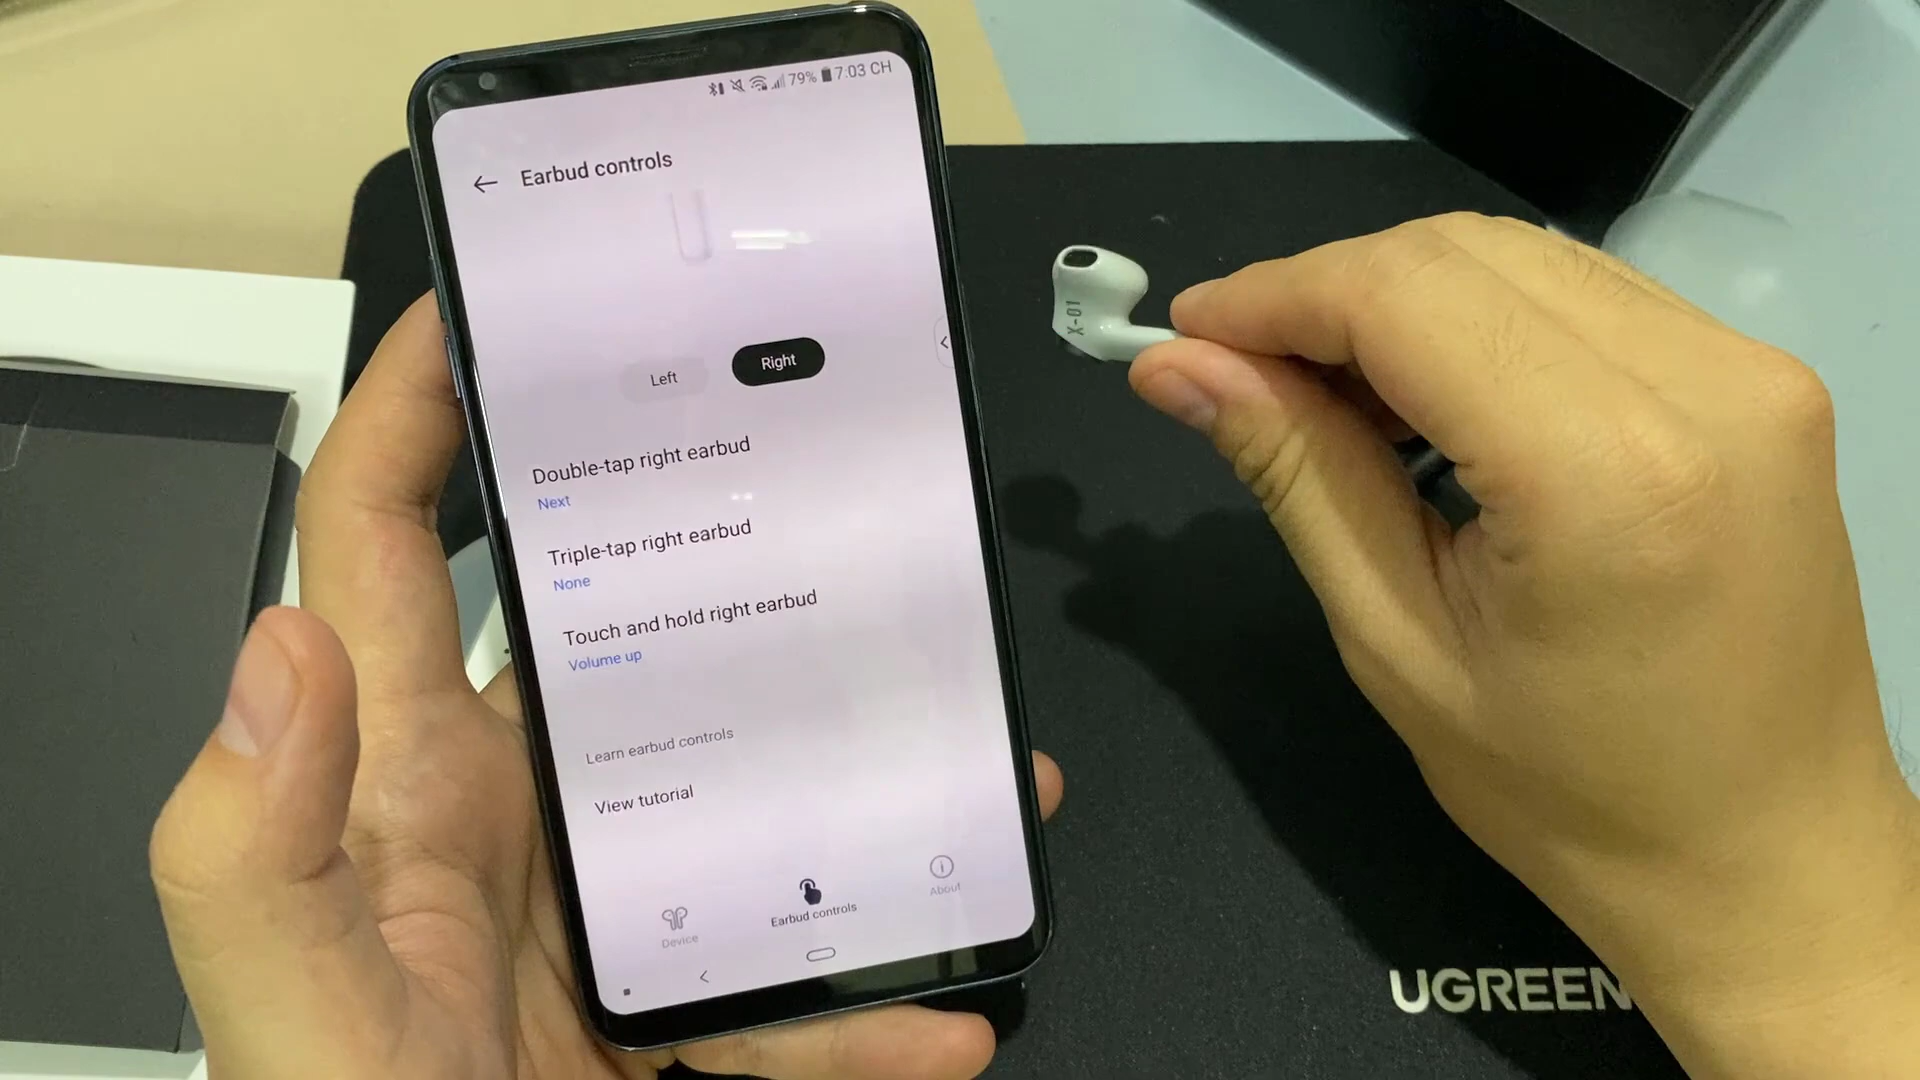 79% 7:03 CH
Earbud controls
Left
Right
Double-tap right earbud
Next
Triple-tap right earbud
None
Touch and hold right earbud
Volume up
Learn earbud controls
View tutorial
Device
Earbud controls
About
X-01
UGREEN